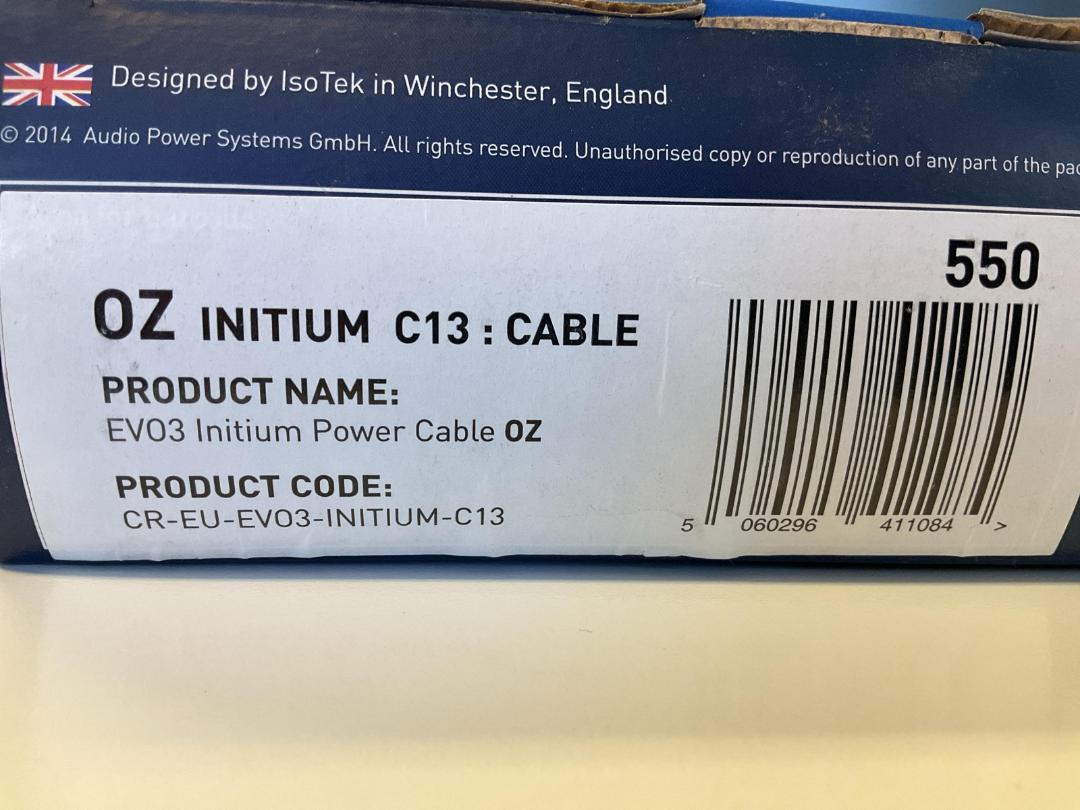 Designed by IsoTek in Winchester, England
© 2014 Audio Power Systems GmbH. All rights reserved. Unauthorised copy or reproduction of any part of the
550
OZ INITIUM C13 : CABLE
PRODUCT NAME:
EVO3 Initium Power Cable OZ
PRODUCT CODE:
CR-EU-EVO3-INITIUM-C13
5 060296 411084 >